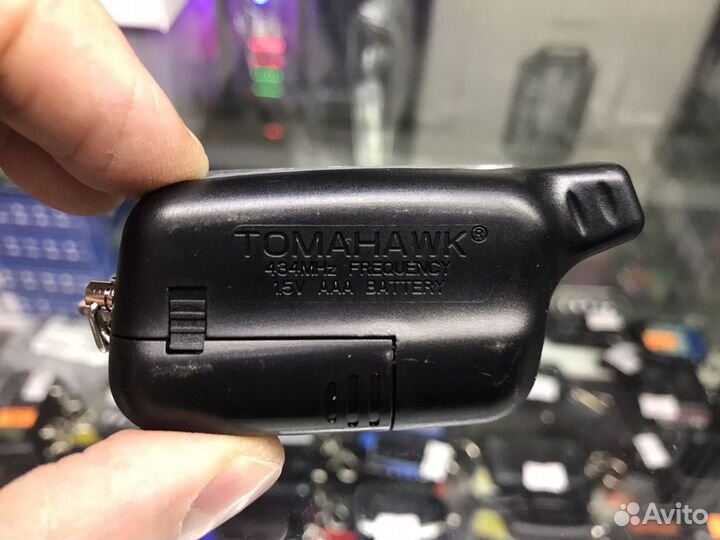 TOMAHAWK®
434MHz FREQUENCY
1.5V AAA BATTERY
Avito